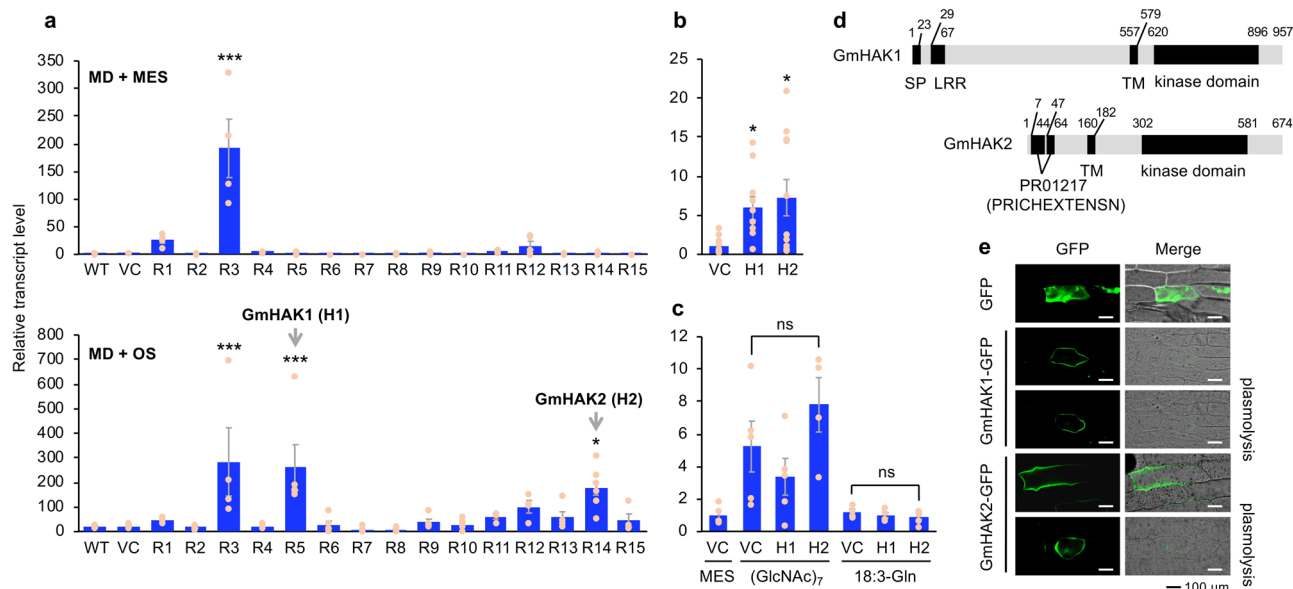 a
Relative transcript level
MD + MES
350
300
250
200
150
100
50
0
***
WT VC R1 R2 R3 R4 R5 R6 R7 R8 R9 R10 R11 R12 R13 R14 R15
MD + OS
800
700
600
500
400
300
200
100
0
GmHAK1 (H1)
*** ***
GmHAK2 (H2)
*
WT VC R1 R2 R3 R4 R5 R6 R7 R8 R9 R10 R11 R12 R13 R14 R15
b
25
20
15
10
5
0
* *
VC H1 H2
c
12
10
8
6
4
2
0
ns
ns
VC VC H1 H2 VC H1 H2
MES (GlcNAc)7 18:3-Gln
d
GmHAK1
1 23 29 67 557 579 620 896 957
SP LRR TM kinase domain
GmHAK2
1 7 44 47 64 160 182 302 581 674
PR01217
(PRICHEXTENSN)
TM kinase domain
e
GFP Merge
GFP
GmHAK1-GFP
plasmolysis
GmHAK2-GFP
plasmolysis
100 μm